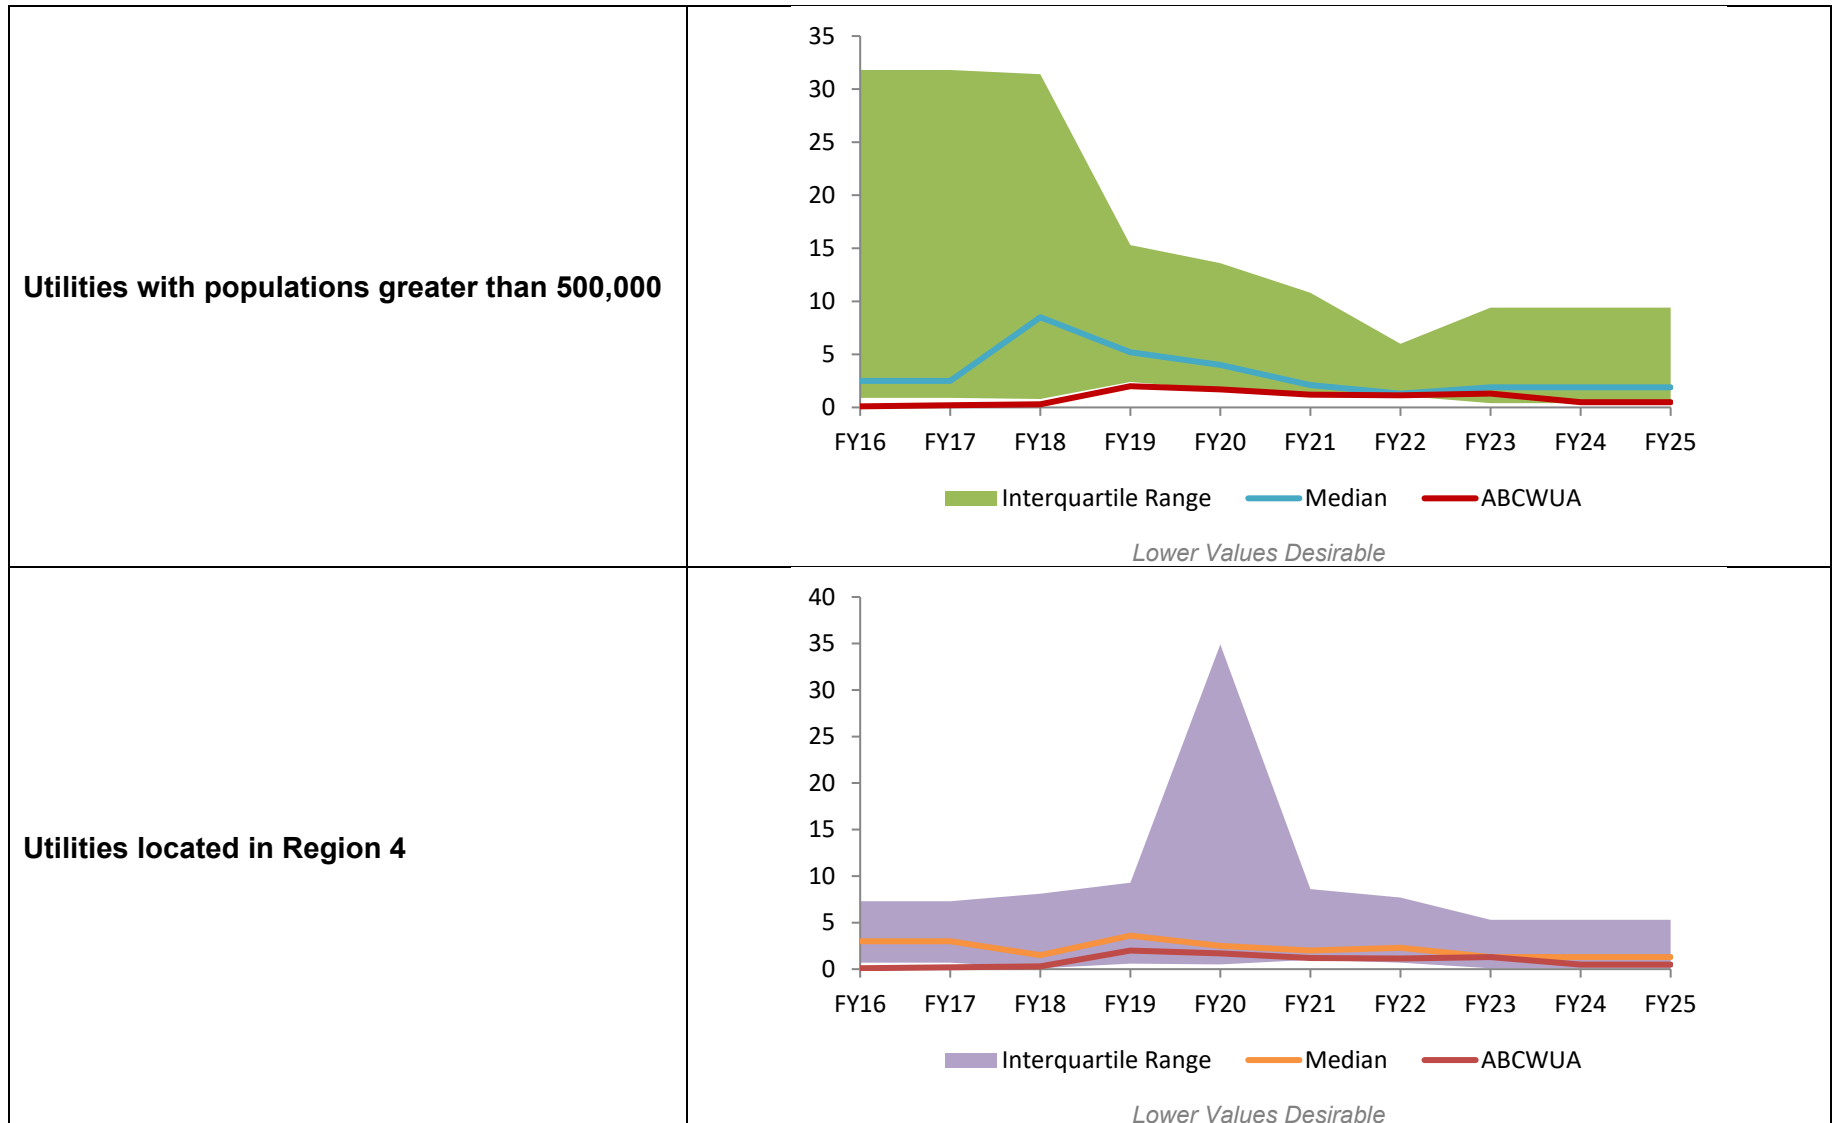 Utilities with populations greater than 500,000
35
30
25
20
15
10
5
0
FY16 FY17 FY18 FY19 FY20 FY21 FY22 FY23 FY24 FY25
Interquartile Range Median ABCWUA
Lower Values Desirable
Utilities located in Region 4
40
35
30
25
20
15
10
5
0
FY16 FY17 FY18 FY19 FY20 FY21 FY22 FY23 FY24 FY25
Interquartile Range Median ABCWUA
Lower Values Desirable